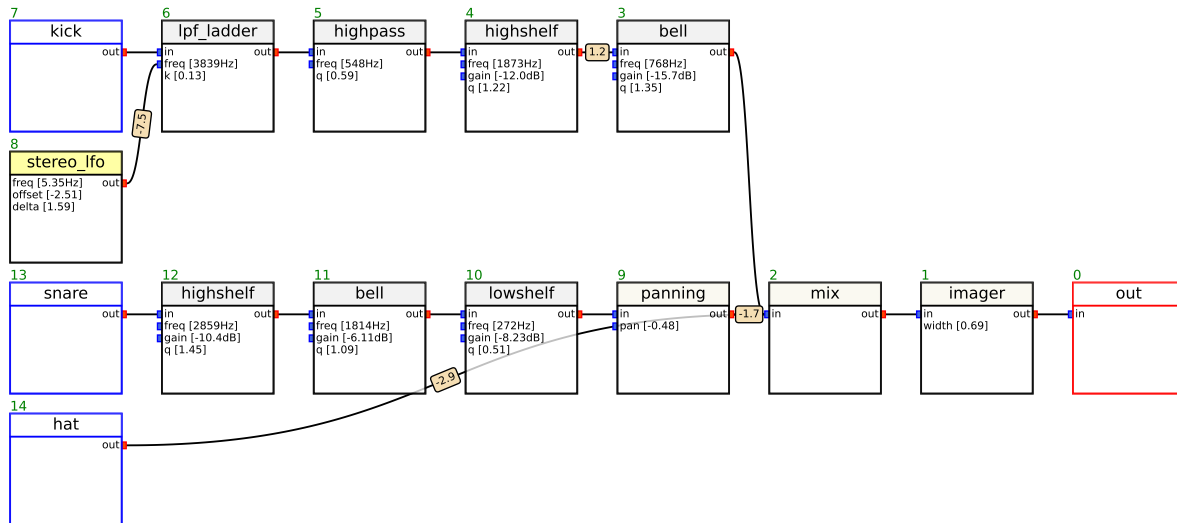 7 6 5 4 3
kick lpf_ladder highpass highshelf bell
out in out in out in out 1.2 in out
freq [3839Hz] freq [548Hz] freq [1873Hz] freq [768Hz]
k [0.13] q [0.59] gain [-12.0dB] gain [-15.7dB]
q [1.22] q [1.35]
-7.5
8
stereo_lfo
freq [5.35Hz] out
offset [-2.51]
delta [1.59]
13 12 11 10 9 2 1 0
snare highshelf bell lowshelf panning mix imager out
out in out in out in out in out -1.7 in out in out in
freq [2859Hz] freq [1814Hz] freq [272Hz] pan [-0.48] width [0.69]
gain [-10.4dB] gain [-6.11dB] gain [-8.23dB]
q [1.45] q [1.09] q [0.51]
-2.9
14
hat
out